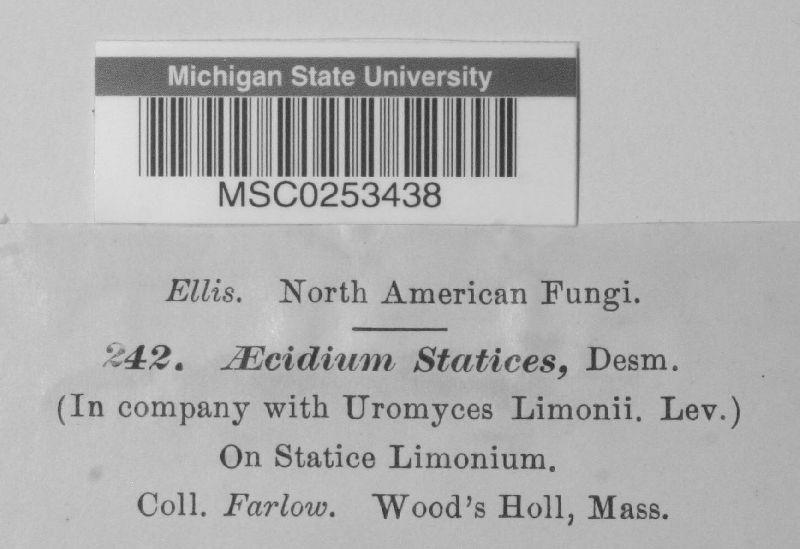 Michigan State University
MSC0253438
Ellis. North American Fungi.
242. Æcidium Statices, Desm.
(In company with Uromyces Limonii. Lev.)
On Statice Limonium.
Coll. Farlow. Wood's Holl, Mass.